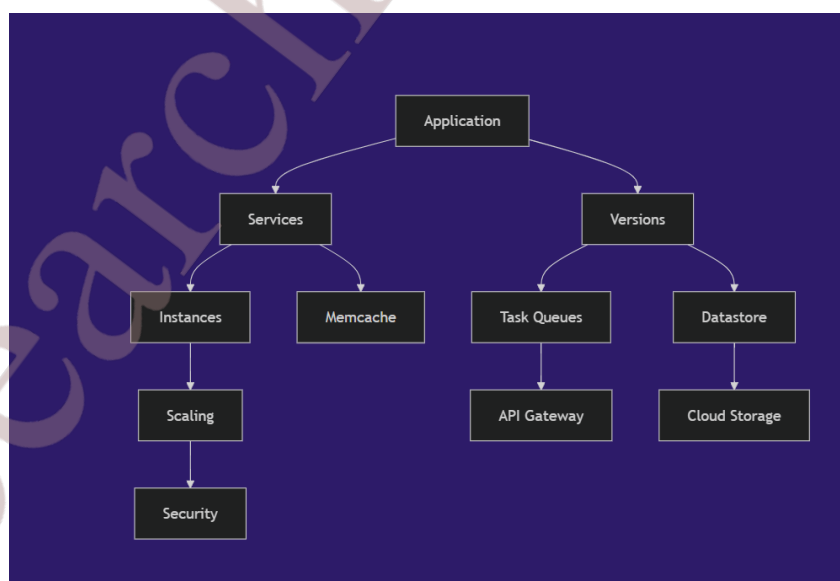 Application
Services
Versions
Instances
Memcache
Task Queues
Datastore
Scaling
API Gateway
Cloud Storage
Security